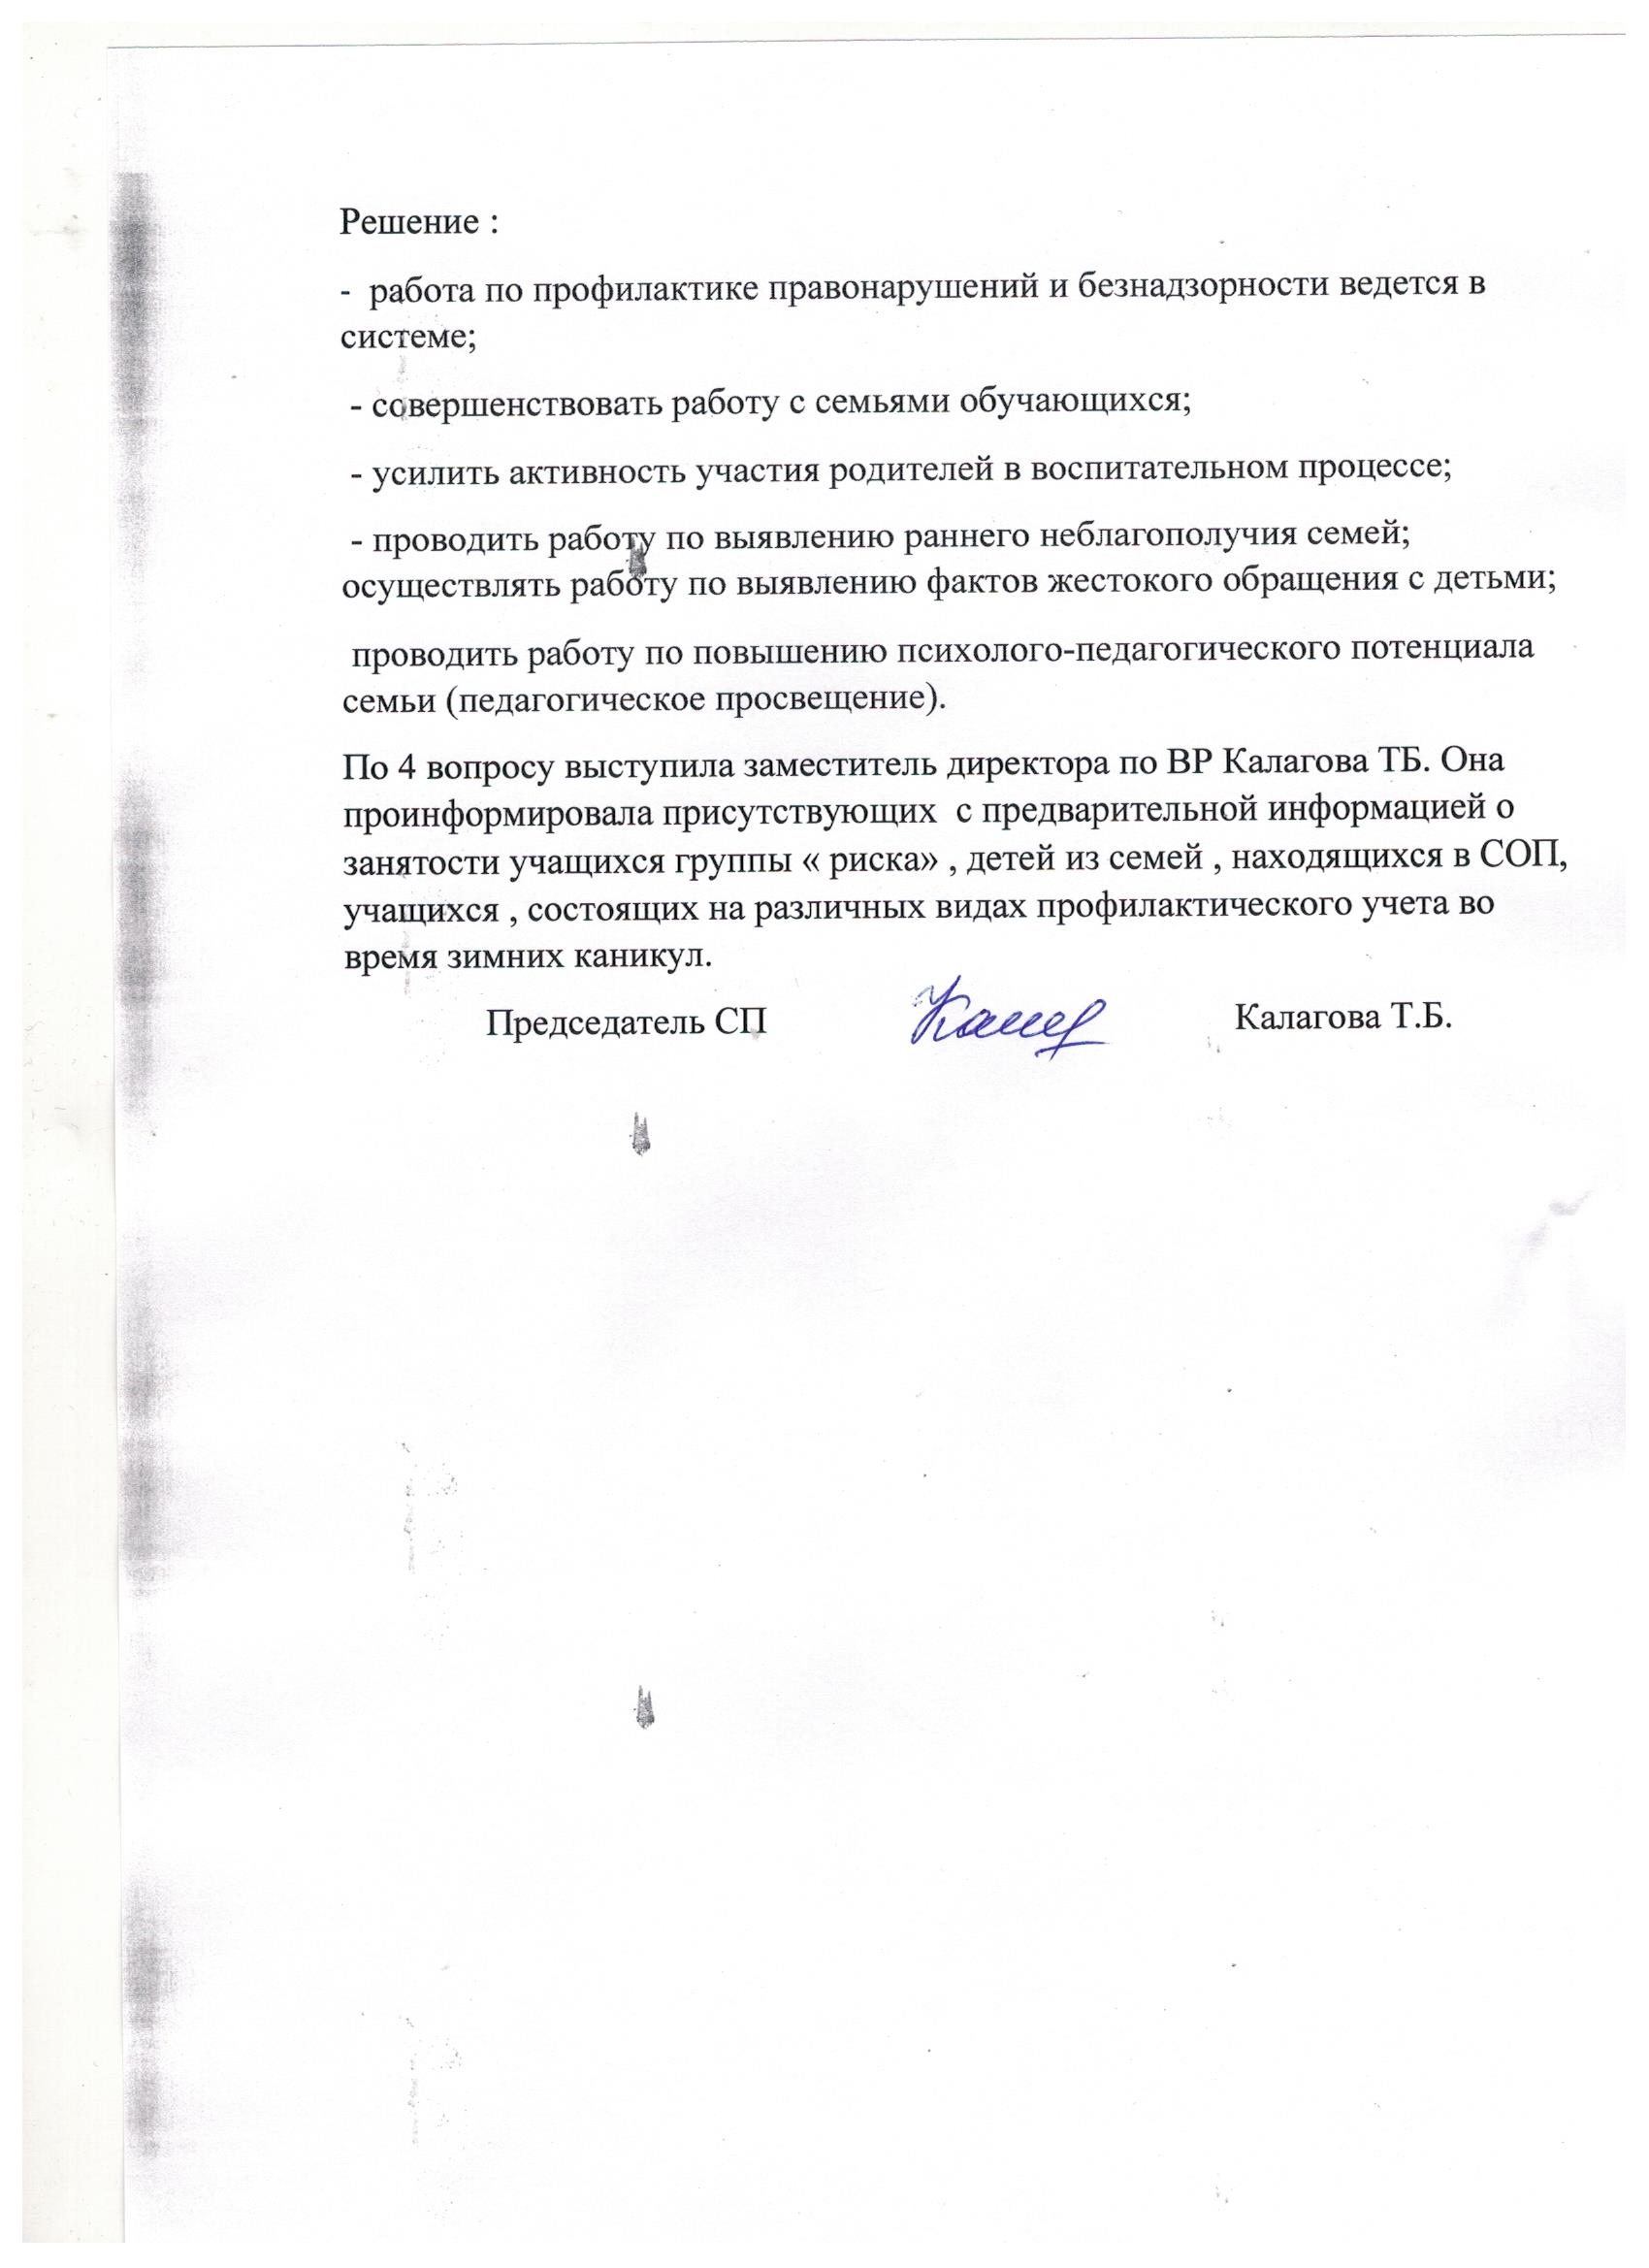 Решение :
-  работа по профилактике правонарушений и безнадзорности ведется в
системе;
- совершенствовать работу с семьями обучающихся;
- усилить активность участия родителей в воспитательном процессе;
- проводить работу по выявлению раннего неблагополучия семей;
осуществлять работу по выявлению фактов жестокого обращения с детьми;
проводить работу по повышению психолого-педагогического потенциала
семьи (педагогическое просвещение).
По 4 вопросу выступила заместитель директора по ВР Калагова ТБ. Она
проинформировала присутствующих  с предварительной информацией о
занятости учащихся группы « риска» , детей из семей , находящихся в СОП,
учащихся , состоящих на различных видах профилактического учета во
время зимних каникул.
Председатель СП Калагова Т.Б.